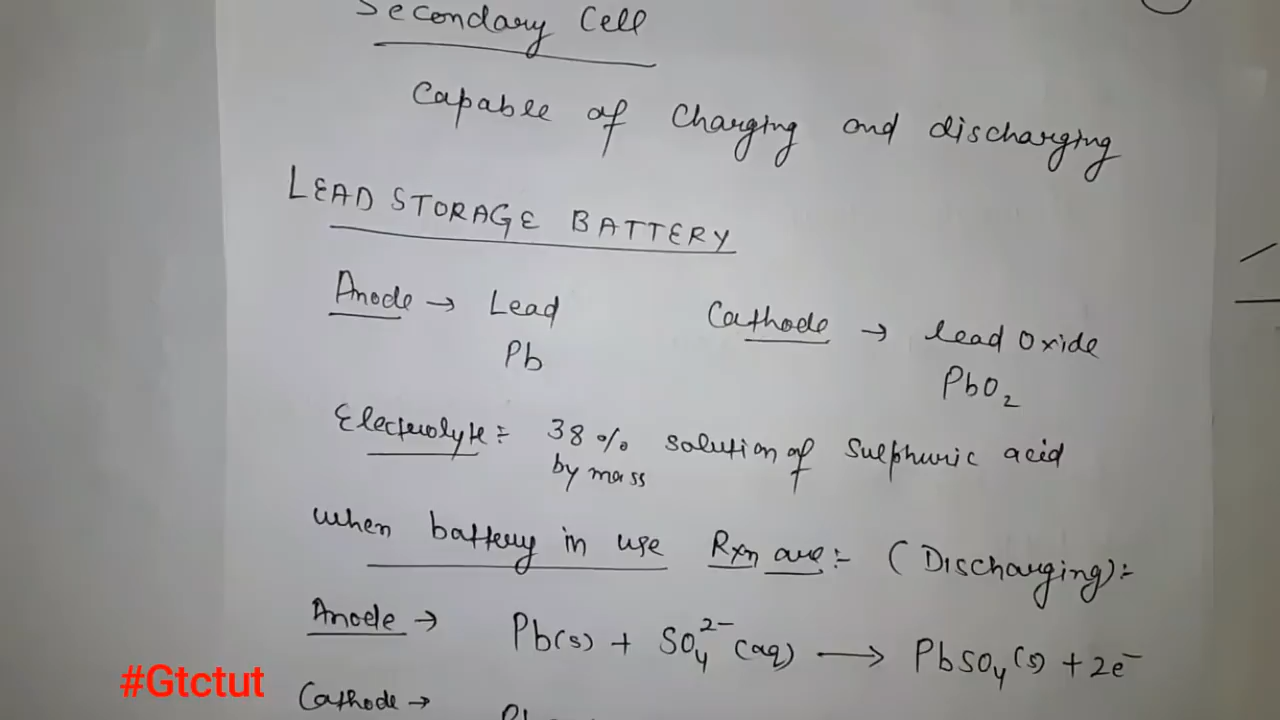 Secondary Cell
Capable of Charging and discharging
LEAD STORAGE BATTERY
Anode → Lead Cathode → lead Oxide
Pb PbO₂
Electrolyte:- 38% solution of Sulphuric acid
by mass
when battery in use Rxn are:- (Discharging):-
Anode → Pb(s) + SO₄²⁻(aq) ⟶ PbSO₄(s) + 2e⁻
#Gtctut
Cathode →